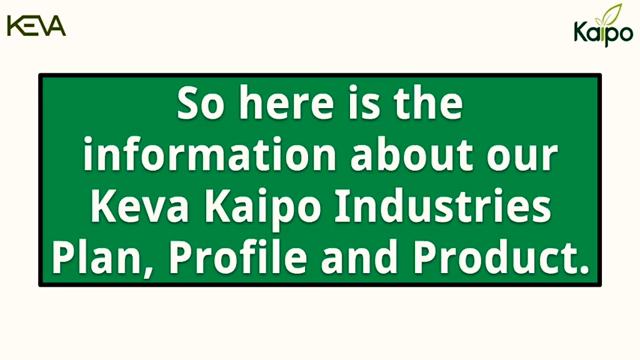 KEVA
Kaipo
So here is the
information about our
Keva Kaipo Industries
Plan, Profile and Product.